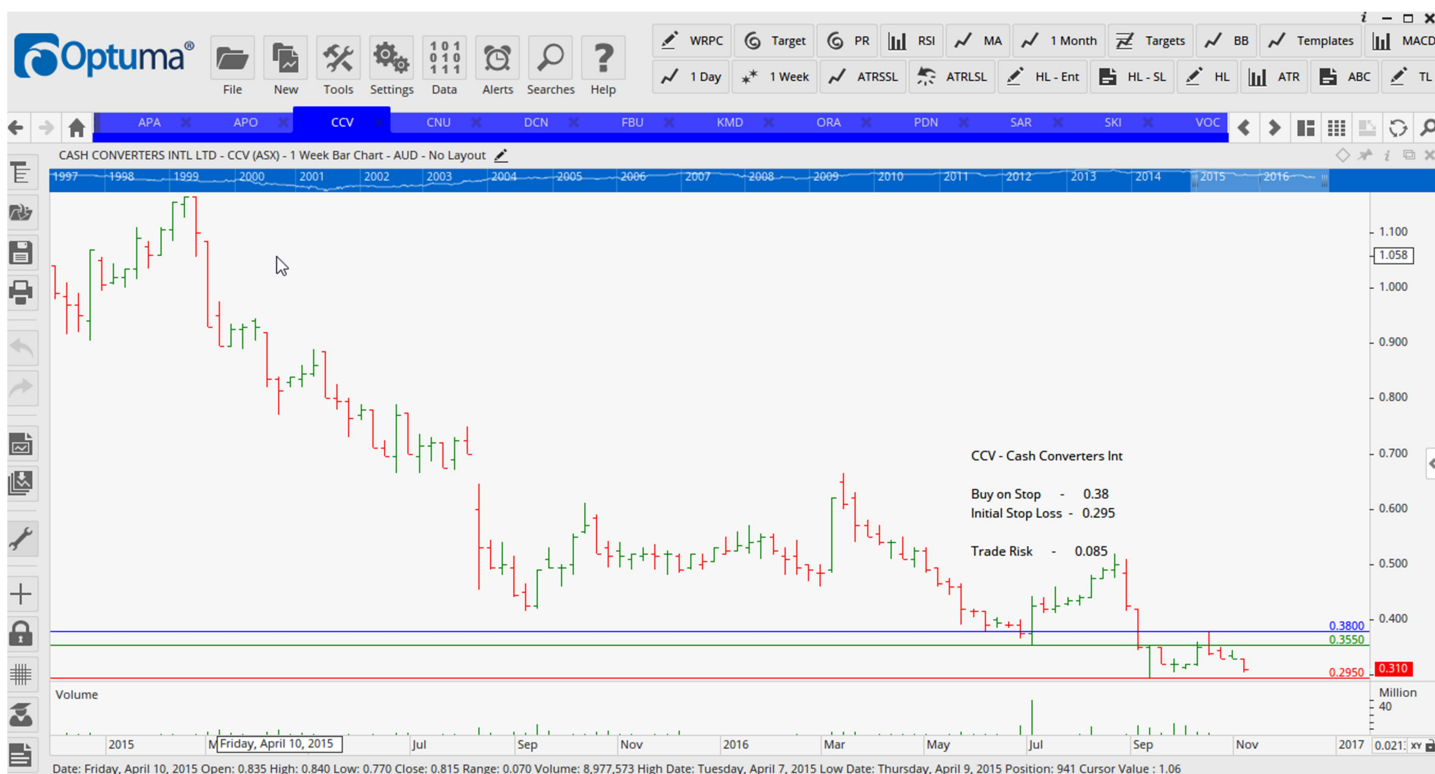 Optuma®
File New Tools Settings Data Alerts Searches Help
WRPC Target PR RSI MA 1 Month Targets BB Templates MACD
1 Day 1 Week ATRSSL ATRLSL HL - Ent HL - SL HL ATR ABC TL
APA APO CCV CNU DCN FBU KMD ORA PDN SAR SKI VOC
CASH CONVERTERS INTL LTD - CCV (ASX) - 1 Week Bar Chart - AUD - No Layout
1997 1998 1999 2000 2001 2002 2003 2004 2005 2006 2007 2008 2009 2010 2011 2012 2013 2014 2015 2016
1.100
1.058
1.000
0.900
0.800
0.700
CCV - Cash Converters Int
Buy on Stop - 0.38
Initial Stop Loss - 0.295
0.600
Trade Risk - 0.085
0.500
0.400
0.3800
0.3550
0.2950 0.310
Volume
Million
40
2015 M Friday, April 10, 2015 Jul Sep Nov 2016 Mar May Jul Sep Nov 2017 XY
Date: Friday, April 10, 2015 Open: 0.835 High: 0.840 Low: 0.770 Close: 0.815 Range: 0.070 Volume: 8,977,573 High Date: Tuesday, April 7, 2015 Low Date: Thursday, April 9, 2015 Position: 941 Cursor Value : 1.06